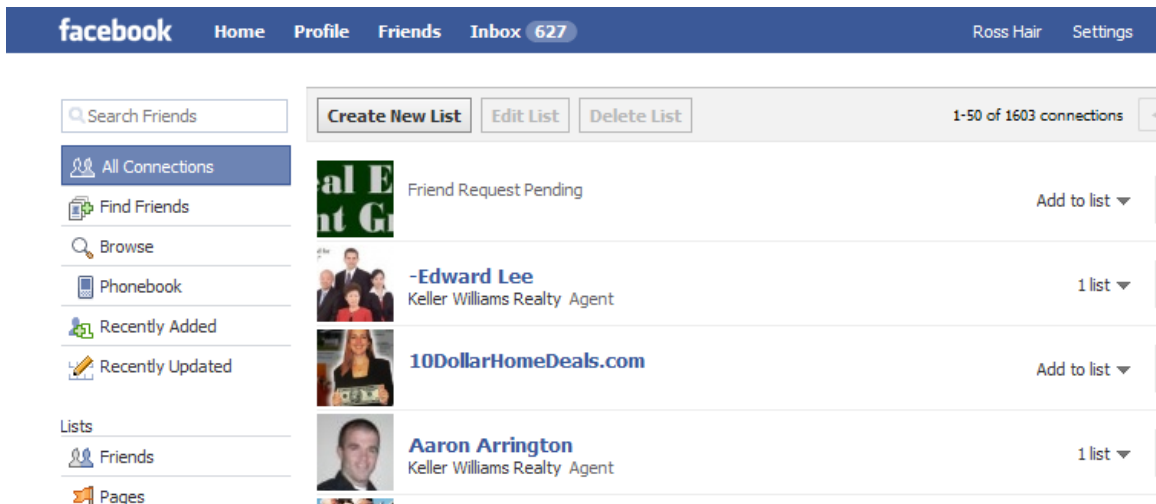 facebook Home Profile Friends Inbox 627 Ross Hair Settings
Search Friends
Create New List Edit List Delete List 1-50 of 1603 connections
All Connections
Find Friends
Browse
Phonebook
Recently Added
Recently Updated
Lists
Friends
Pages
al E
nt G
Friend Request Pending
Add to list
-Edward Lee
Keller Williams Realty Agent
1 list
10DollarHomeDeals.com
Add to list
Aaron Arrington
Keller Williams Realty Agent
1 list